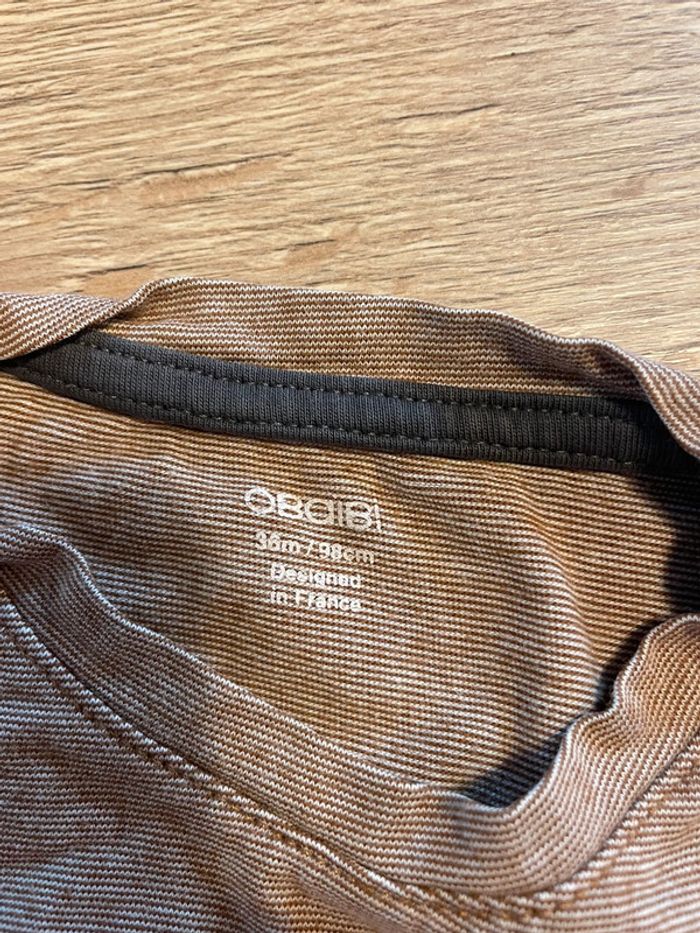 OBAIBI
36m / 98cm
Designed
in France